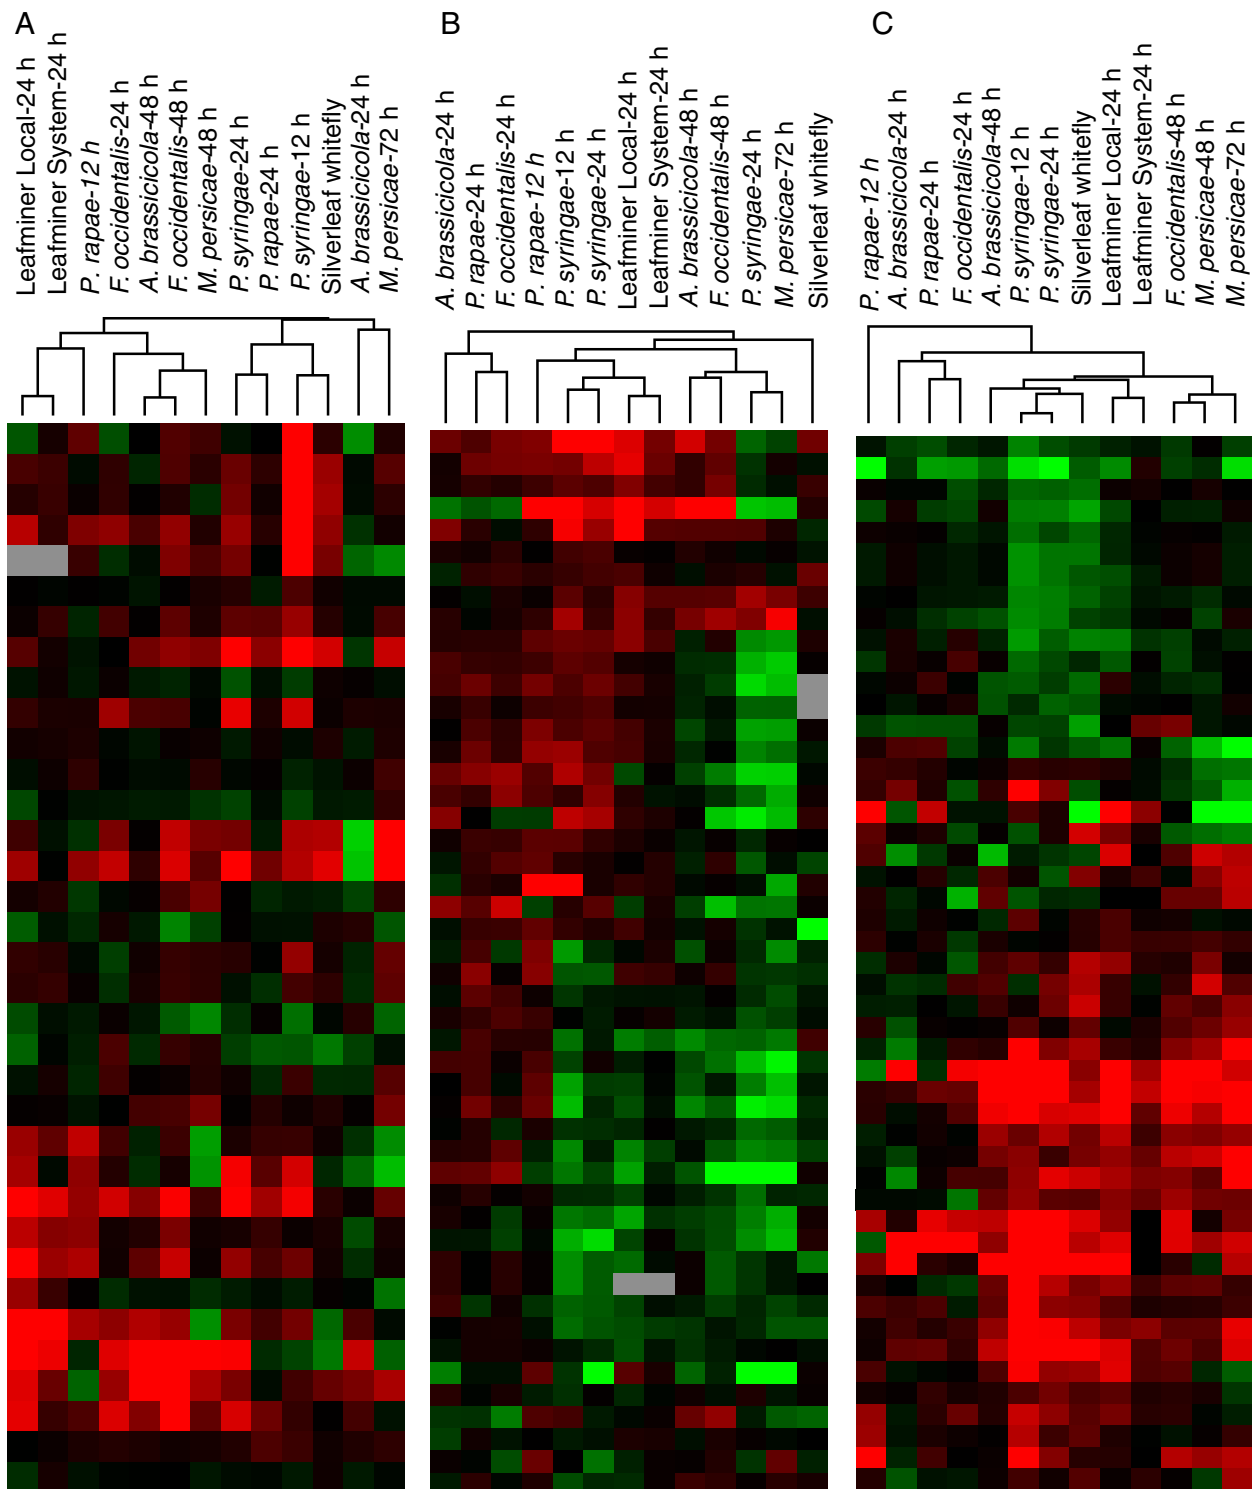 A
Leafminer Local-24 h
Leafminer System-24 h
P. rapae-12 h
F. occidentalis-24 h
A. brassicicola-48 h
F. occidentalis-48 h
M. persicae-48 h
P. syringae-24 h
P. rapae-24 h
P. syringae-12 h
Silverleaf whitefly
A. brassicicola-24 h
M. persicae-72 h
B
A. brassicicola-24 h
P. rapae-24 h
F. occidentalis-24 h
P. rapae-12 h
P. syringae-12 h
P. syringae-24 h
Leafminer Local-24 h
Leafminer System-24 h
A. brassicicola-48 h
F. occidentalis-48 h
P. syringae-24 h
M. persicae-72 h
Silverleaf whitefly
C
P. rapae-12 h
A. brassicicola-24 h
P. rapae-24 h
F. occidentalis-24 h
A. brassicicola-48 h
P. syringae-12 h
P. syringae-24 h
Silverleaf whitefly
Leafminer Local-24 h
Leafminer System-24 h
F. occidentalis-48 h
M. persicae-48 h
M. persicae-72 h